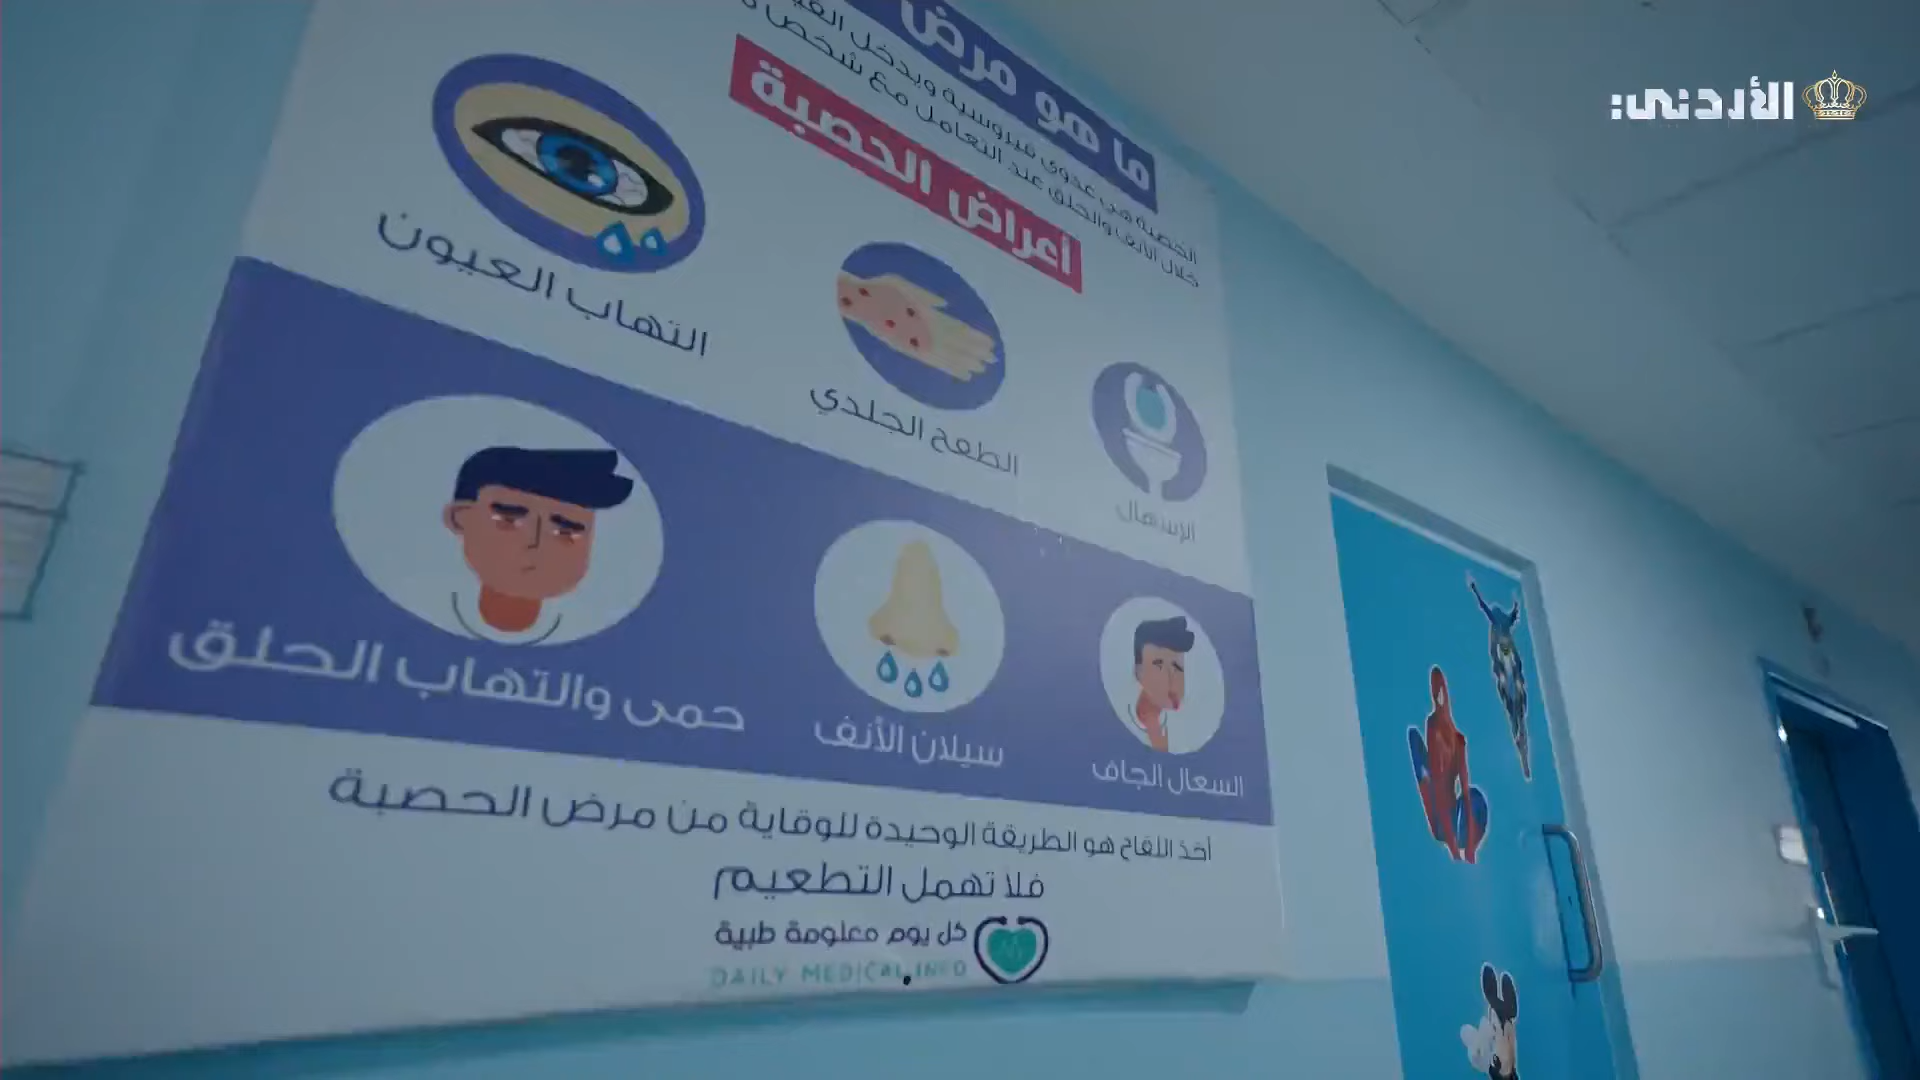 ما هو مرض
الحصبة هي عدوى فيروسية ويدخل
خلال الأنف والحلق عند التعامل مع شخص
أعراض الحصبة
الإسهال
الطفح الجلدي
التهاب العيون
السعال الجاف
سيلان الأنف
حمى والتهاب الحلق
أخذ اللقاح هو الطريقة الوحيدة للوقاية من مرض الحصبة
فلا تهمل التطعيم
كل يوم معلومة طبية
DAILY MEDICAL INFO
الأردني: